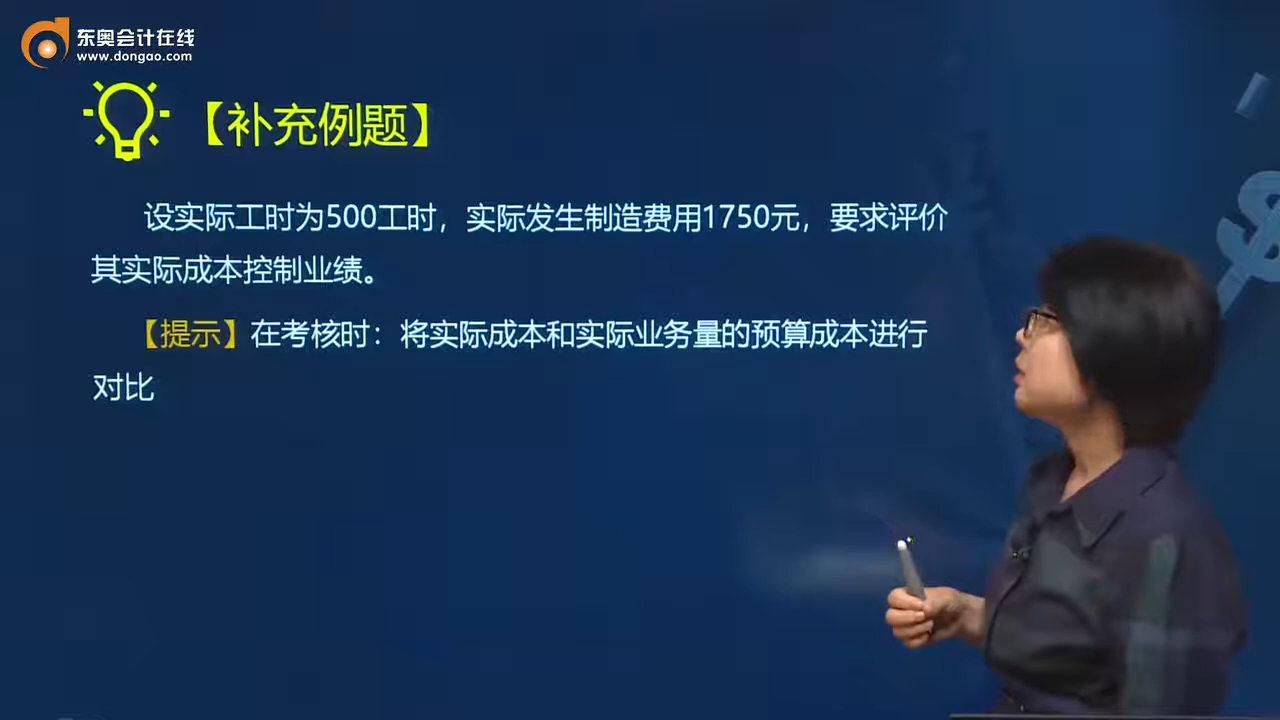 东奥会计在线
www.dongao.com
【补充例题】
设实际工时为500工时，实际发生制造费用1750元，要求评价
其实际成本控制业绩。
【提示】在考核时：将实际成本和实际业务量的预算成本进行
对比